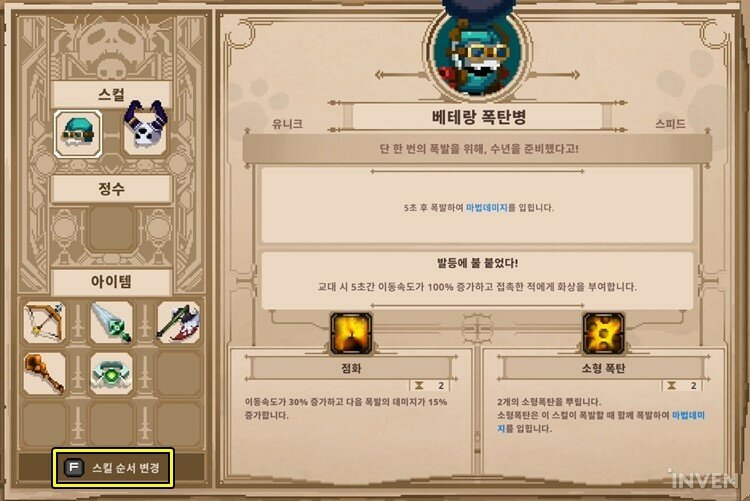 스컬
정수
아이템
F 스킬 순서 변경
베테랑 폭탄병
유니크
스피드
단 한 번의 폭발을 위해, 수년을 준비했다고!
5초 후 폭발하여 마법데미지를 입힙니다.
발등에 불 붙었다!
교대 시 5초간 이동속도가 100% 증가하고 접촉한 적에게 화상을 부여합니다.
점화
2
이동속도가 30% 증가하고 다음 폭발의 데미지가 15%
증가합니다.
소형 폭탄
2
2개의 소형폭탄을 뿌립니다.
소형폭탄은 이 스컬이 폭발할 때 함께 폭발하여 마법데미
지를 입힙니다.
INVEN